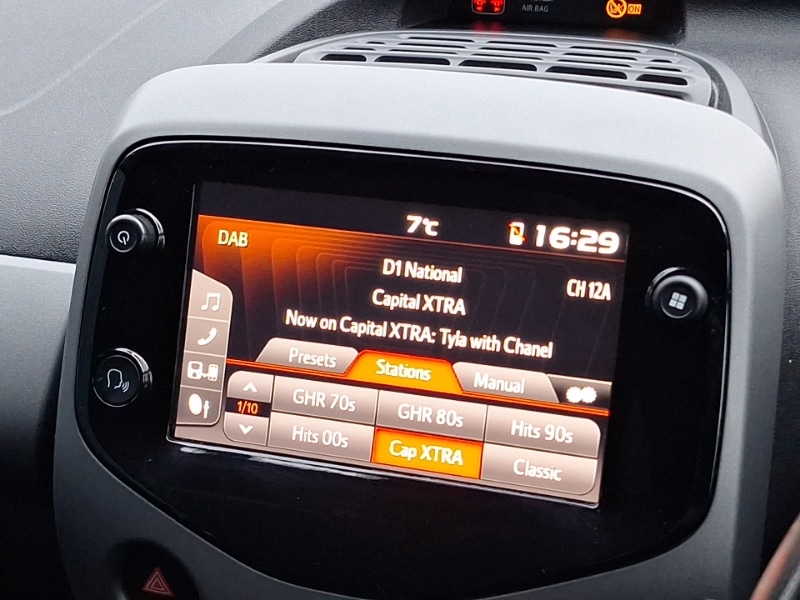 AIR BAG
ON
7°C
16:29
DAB
D1 National
CH 12A
Capital XTRA
Now on Capital XTRA: Tyla with Chanel
Presets
Stations
Manual
1/10
GHR 70s
GHR 80s
Hits 90s
Hits 00s
Cap XTRA
Classic